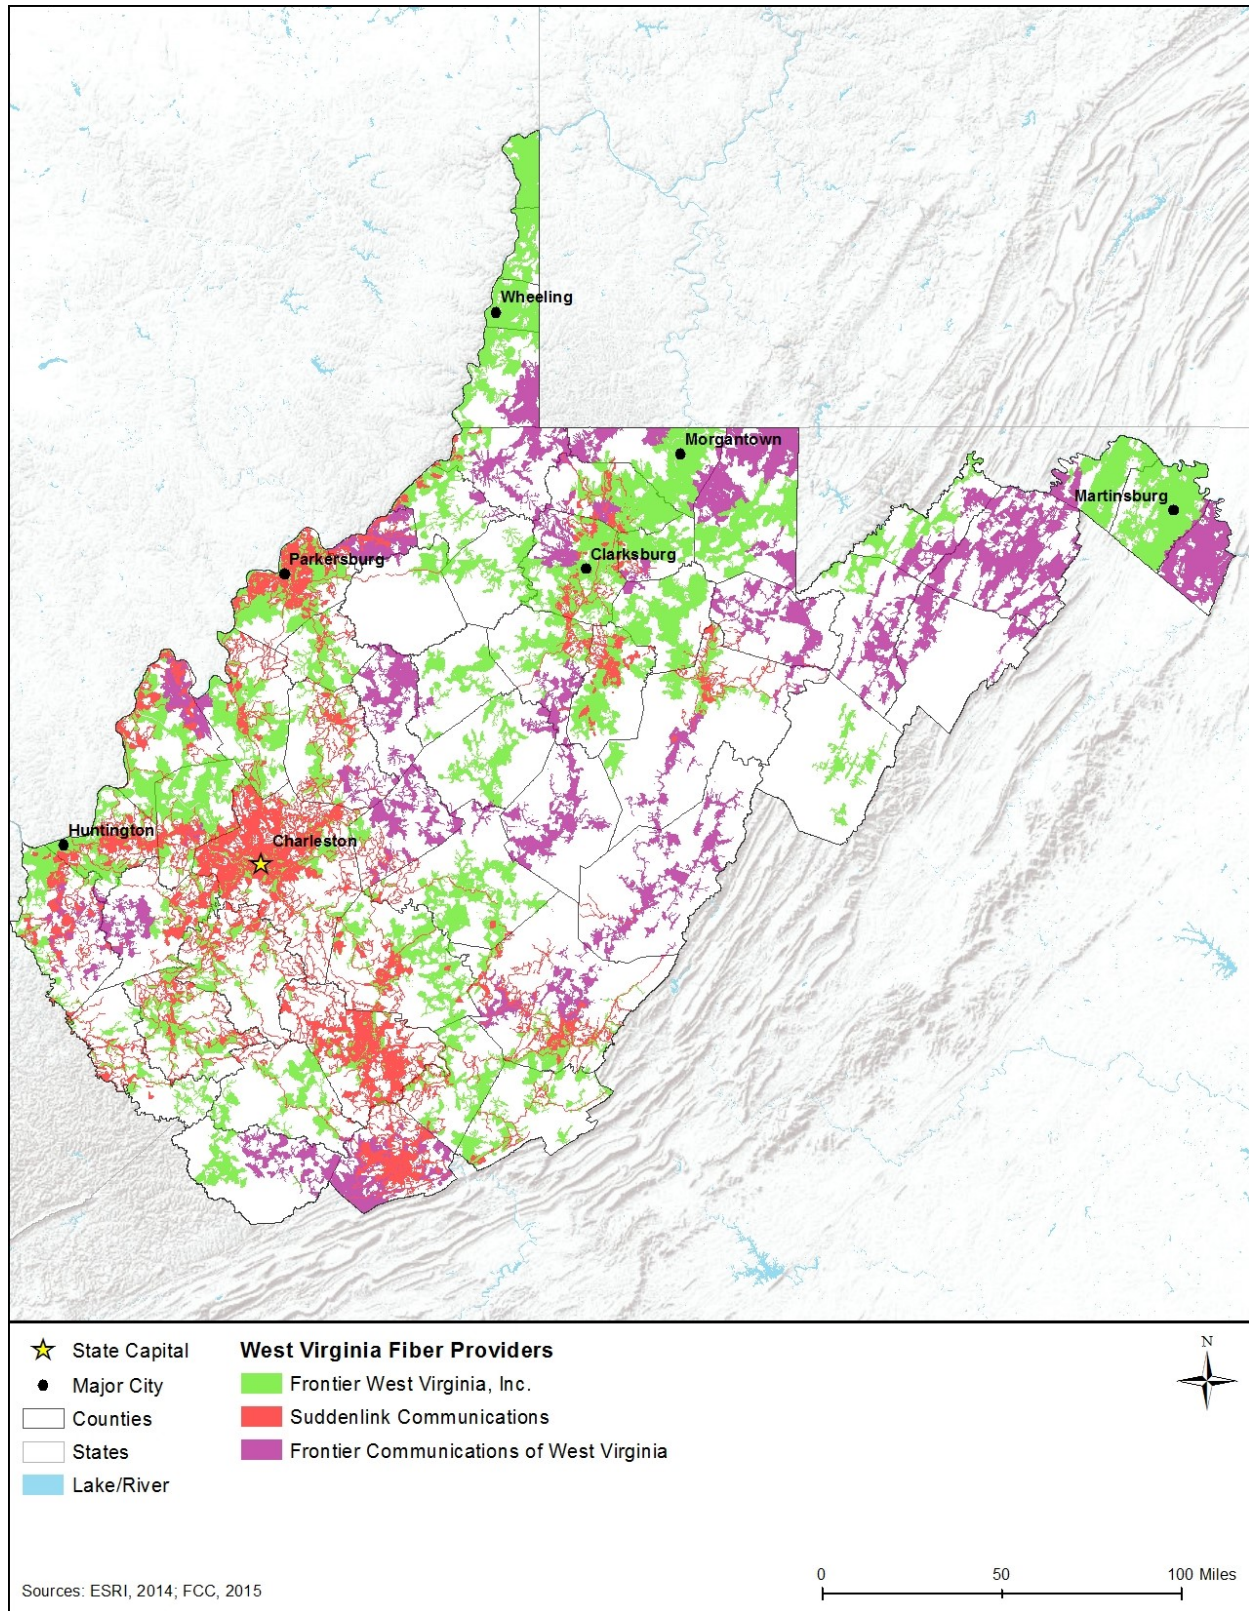 Wheeling
Morgantown
Martinsburg
Clarksburg
Parkersburg
Huntington
Charleston
State Capital
West Virginia Fiber Providers
N
Major City
Frontier West Virginia, Inc.
Counties
Suddenlink Communications
States
Frontier Communications of West Virginia
Lake/River
0 50 100 Miles
Sources: ESRI, 2014; FCC, 2015